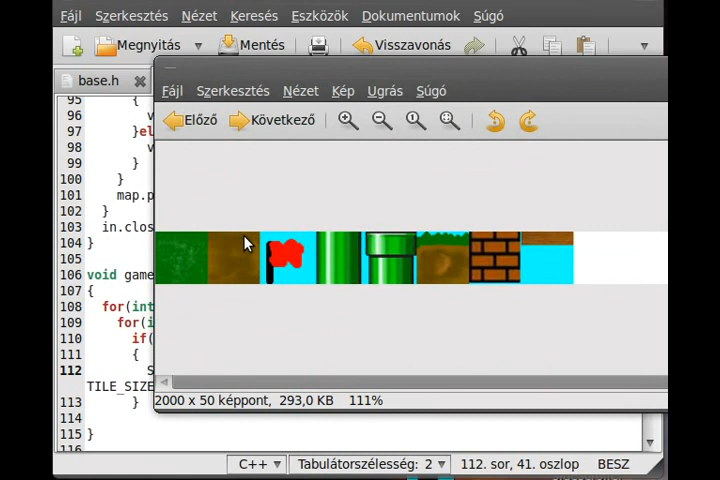 Fájl Szerkesztés Nézet Keresés Eszközök Dokumentumok Súgó
Megnyitás Mentés Visszavonás
base.h
Fájl Szerkesztés Nézet Kép Ugrás Súgó
Előző Következő 1
95 {
96 v
97 }el
98 v
99 }
100 }
101 map.p
102 }
103 in.clos
104 }
105
106 void game
107 {
108 for(int
109 for(i
110 if(
111 {
112 S
TILE_SIZE
113 }
114
115 }
116
2000 x 50 képpont, 293,0 KB 111%
C++ Tabulátorszélesség: 2 112. sor, 41. oszlop BESZ